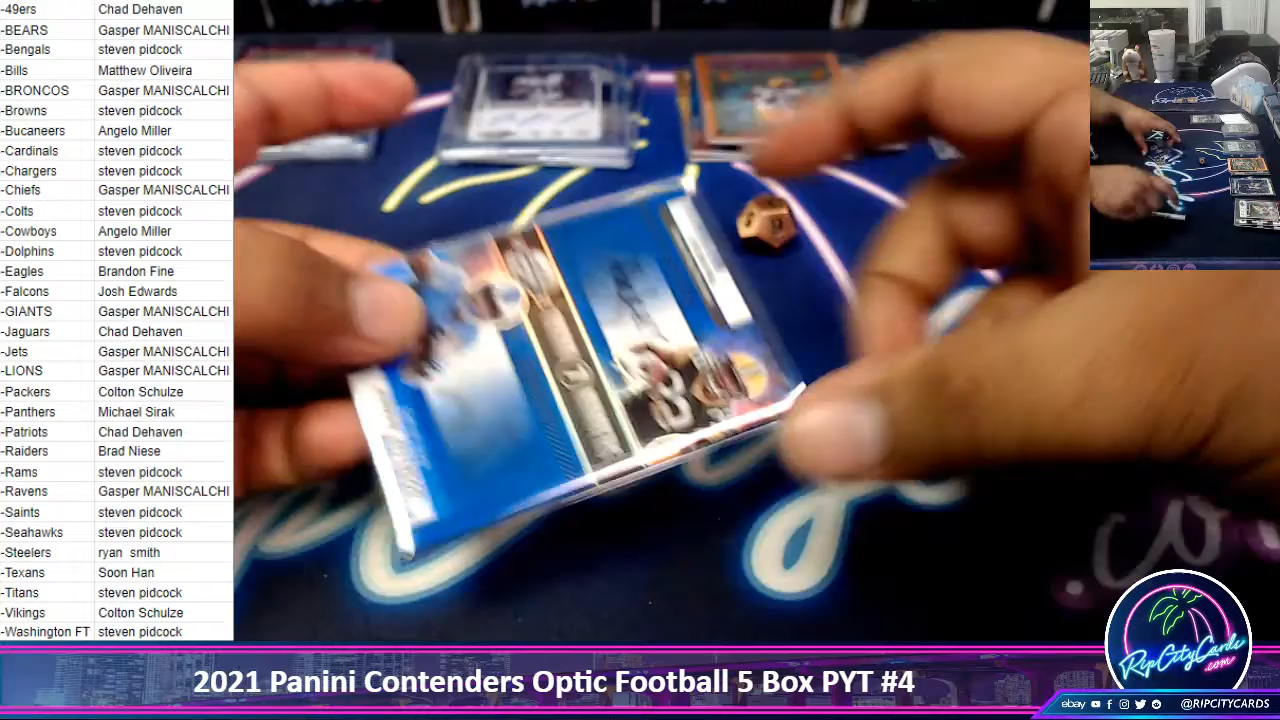 -49ers Chad Dehaven
-BEARS Gasper MANISCALCHI
-Bengals steven pidcock
-Bills Matthew Oliveira
-BRONCOS Gasper MANISCALCHI
-Browns steven pidcock
-Bucaneers Angelo Miller
-Cardinals steven pidcock
-Chargers steven pidcock
-Chiefs Gasper MANISCALCHI
-Colts steven pidcock
-Cowboys Angelo Miller
-Dolphins steven pidcock
-Eagles Brandon Fine
-Falcons Josh Edwards
-GIANTS Gasper MANISCALCHI
-Jaguars Chad Dehaven
-Jets Gasper MANISCALCHI
-LIONS Gasper MANISCALCHI
-Packers Colton Schulze
-Panthers Michael Sirak
-Patriots Chad Dehaven
-Raiders Brad Niese
-Rams steven pidcock
-Ravens Gasper MANISCALCHI
-Saints steven pidcock
-Seahawks steven pidcock
-Steelers ryan smith
-Texans Soon Han
-Titans steven pidcock
-Vikings Colton Schulze
-Washington FT steven pidcock
2021 Panini Contenders Optic Football 5 Box PYT #4
RipCityCards
.com
ebay @RIPCITYCARDS